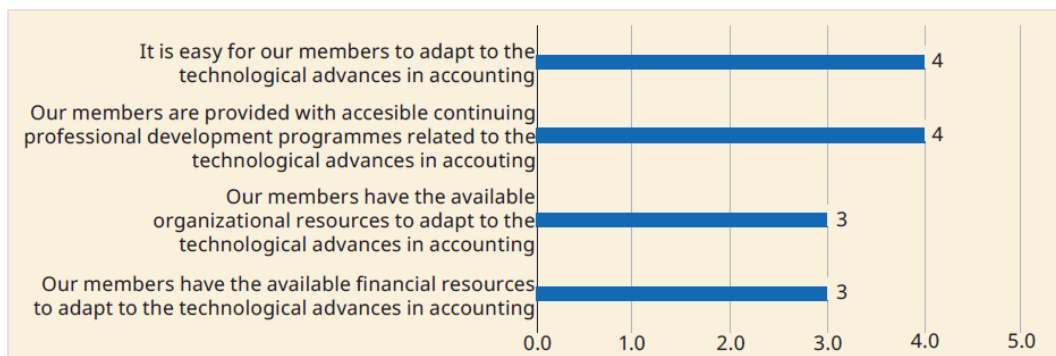 It is easy for our members to adapt to the
technological advances in accounting
4
Our members are provided with accesible continuing
professional development programmes related to the
technological advances in accouting
4
Our members have the available
organizational resources to adapt to the
technological advances in accounting
3
Our members have the available financial resources
to adapt to the technological advances in accounting
3
0.0 1.0 2.0 3.0 4.0 5.0